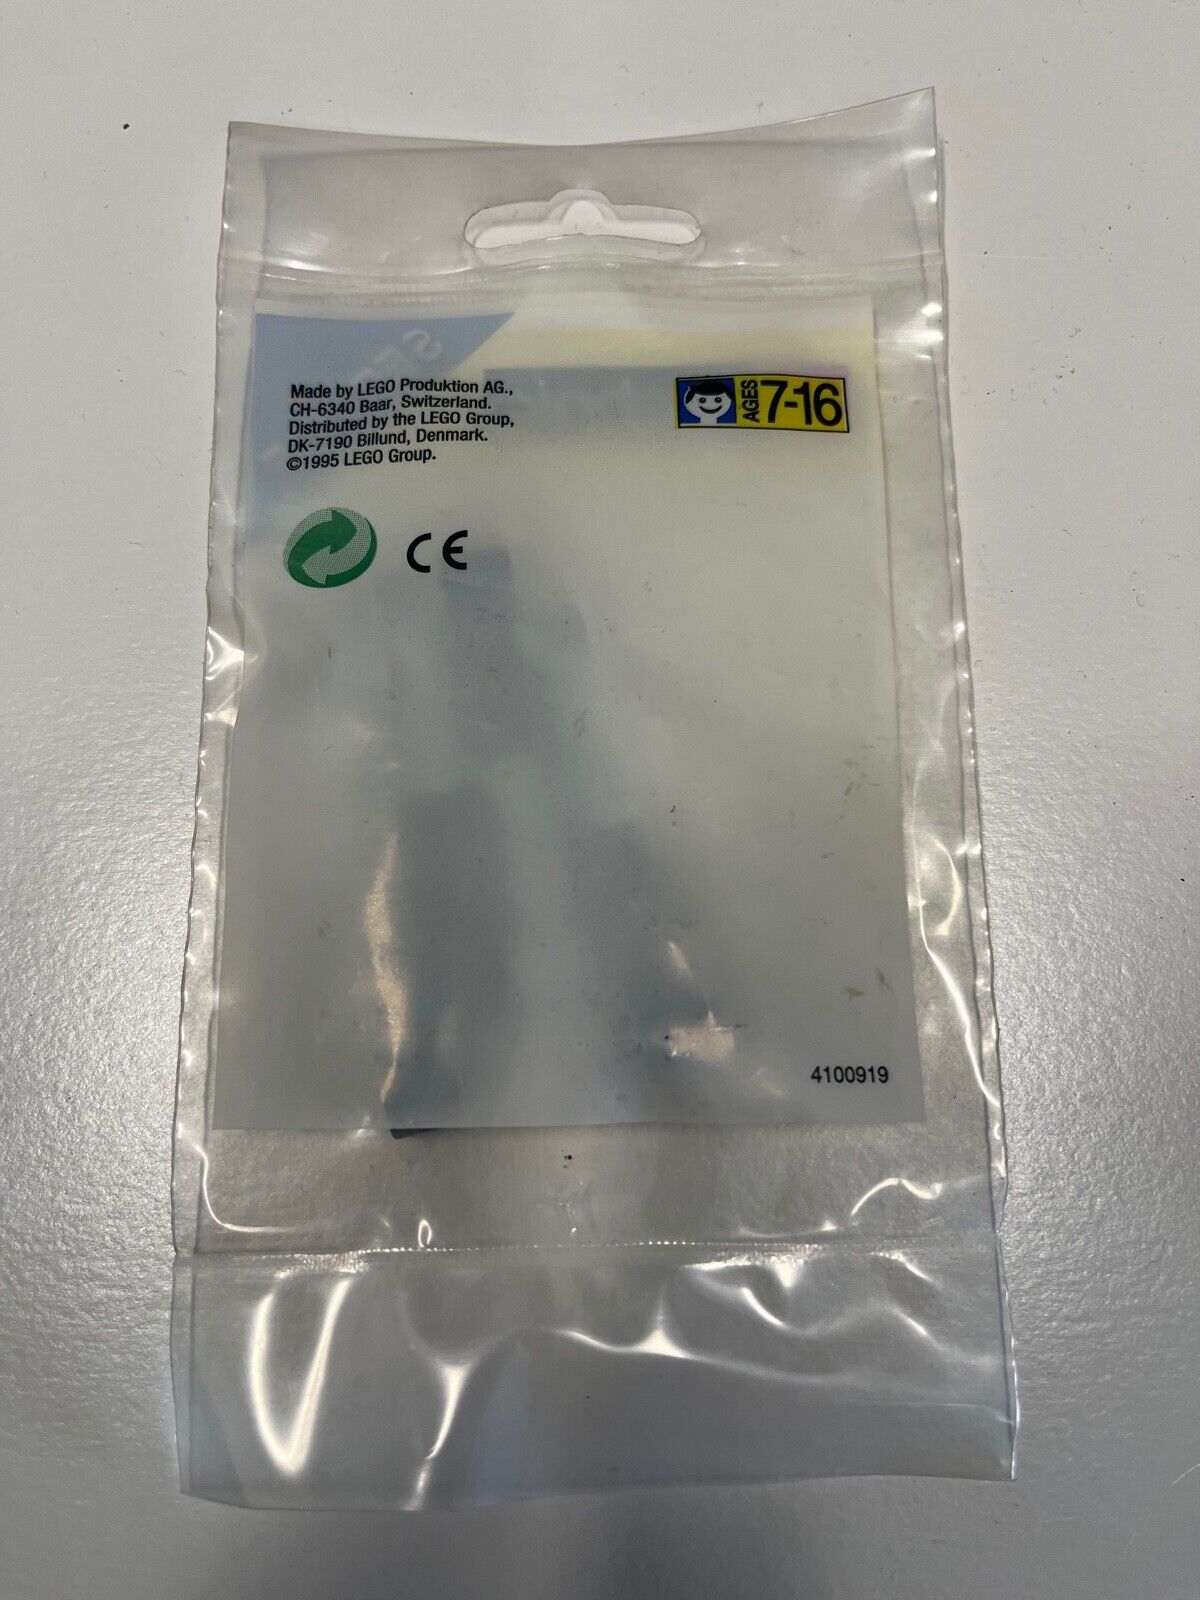 Made by LEGO Produktion AG.,
CH-6340 Baar, Switzerland.
Distributed by the LEGO Group,
DK-7190 Billund, Denmark.
©1995 LEGO Group.
AGES 7-16
CE
4100919